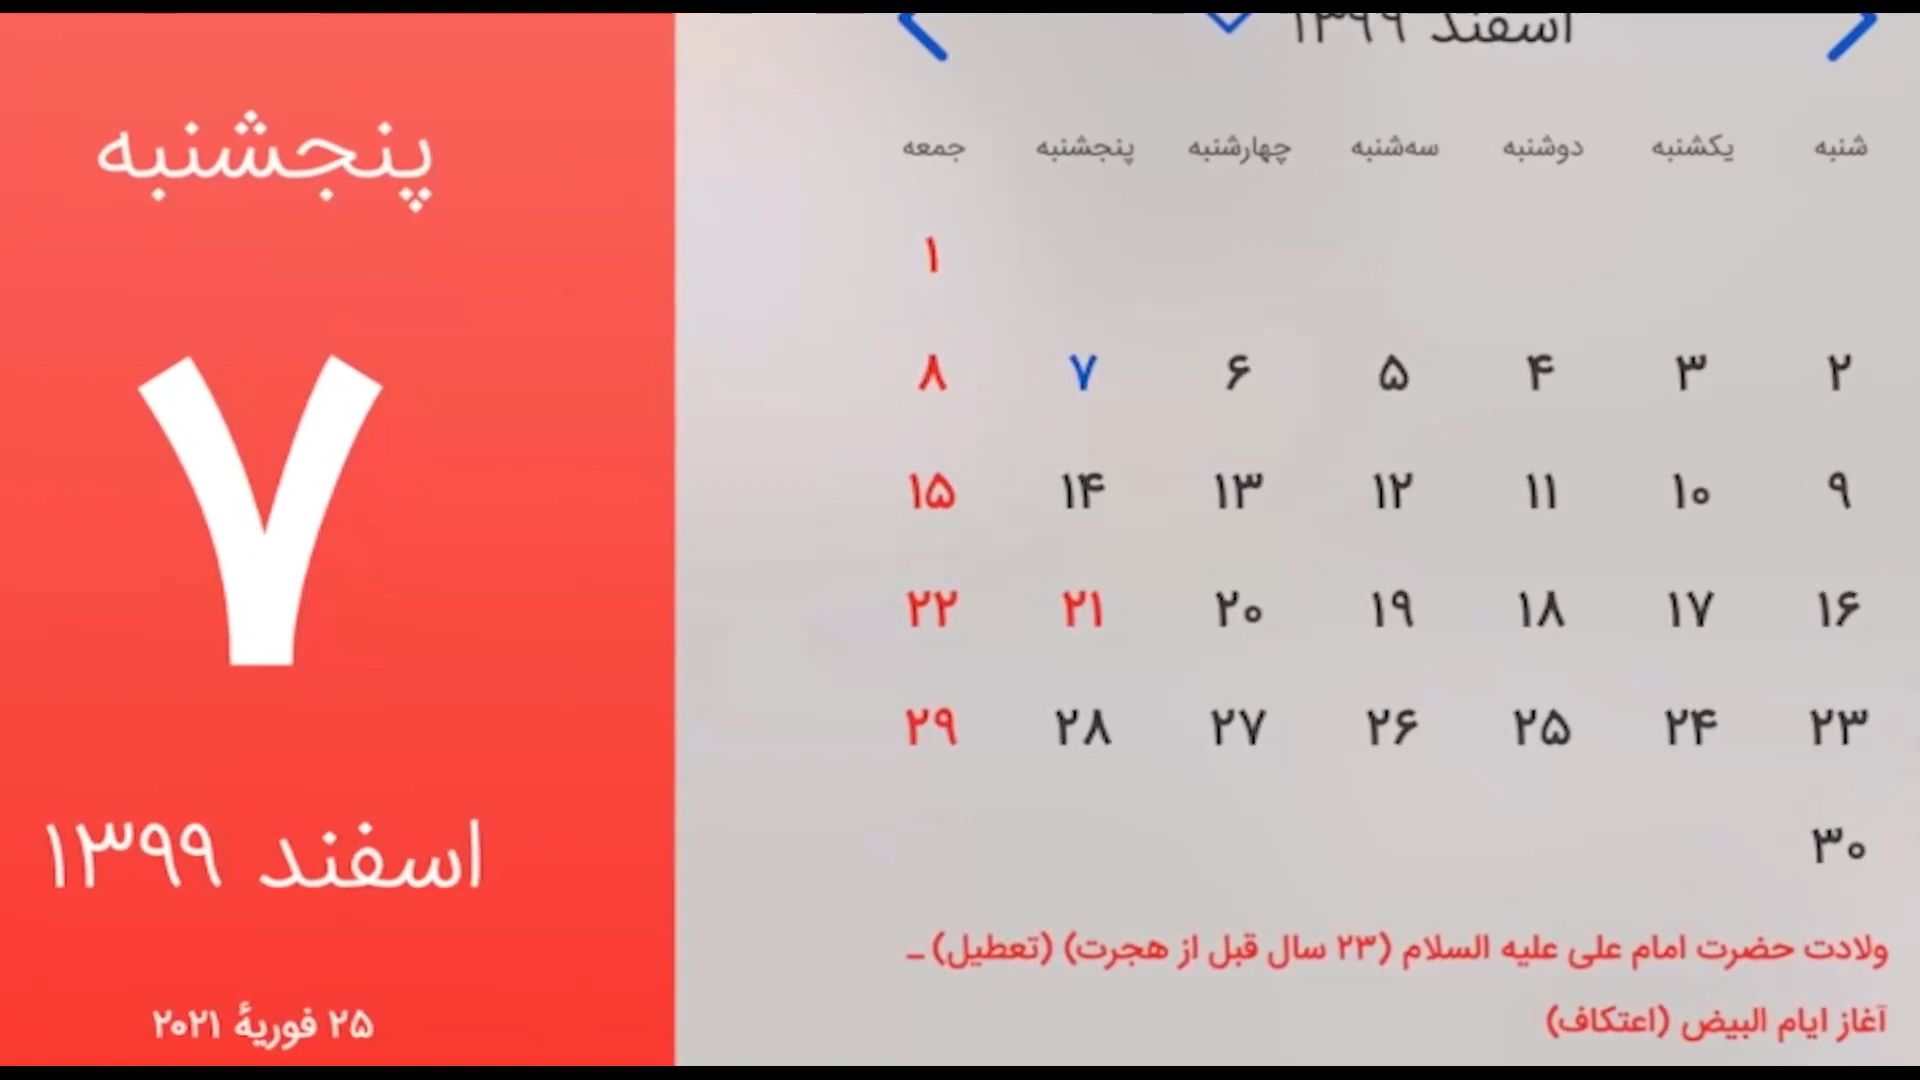 اسفند ۱۳۹۹
شنبه یکشنبه دوشنبه سه‌شنبه چهارشنبه پنجشنبه جمعه
۱
۲ ۳ ۴ ۵ ۶ ۷ ۸
۹ ۱۰ ۱۱ ۱۲ ۱۳ ۱۴ ۱۵
۱۶ ۱۷ ۱۸ ۱۹ ۲۰ ۲۱ ۲۲
۲۳ ۲۴ ۲۵ ۲۶ ۲۷ ۲۸ ۲۹
۳۰
ولادت حضرت امام علی علیه السلام (۲۳ سال قبل از هجرت) (تعطیل) ـ
آغاز ایام البیض (اعتکاف)
پنجشنبه
۷
اسفند ۱۳۹۹
۲۵ فوریهٔ ۲۰۲۱